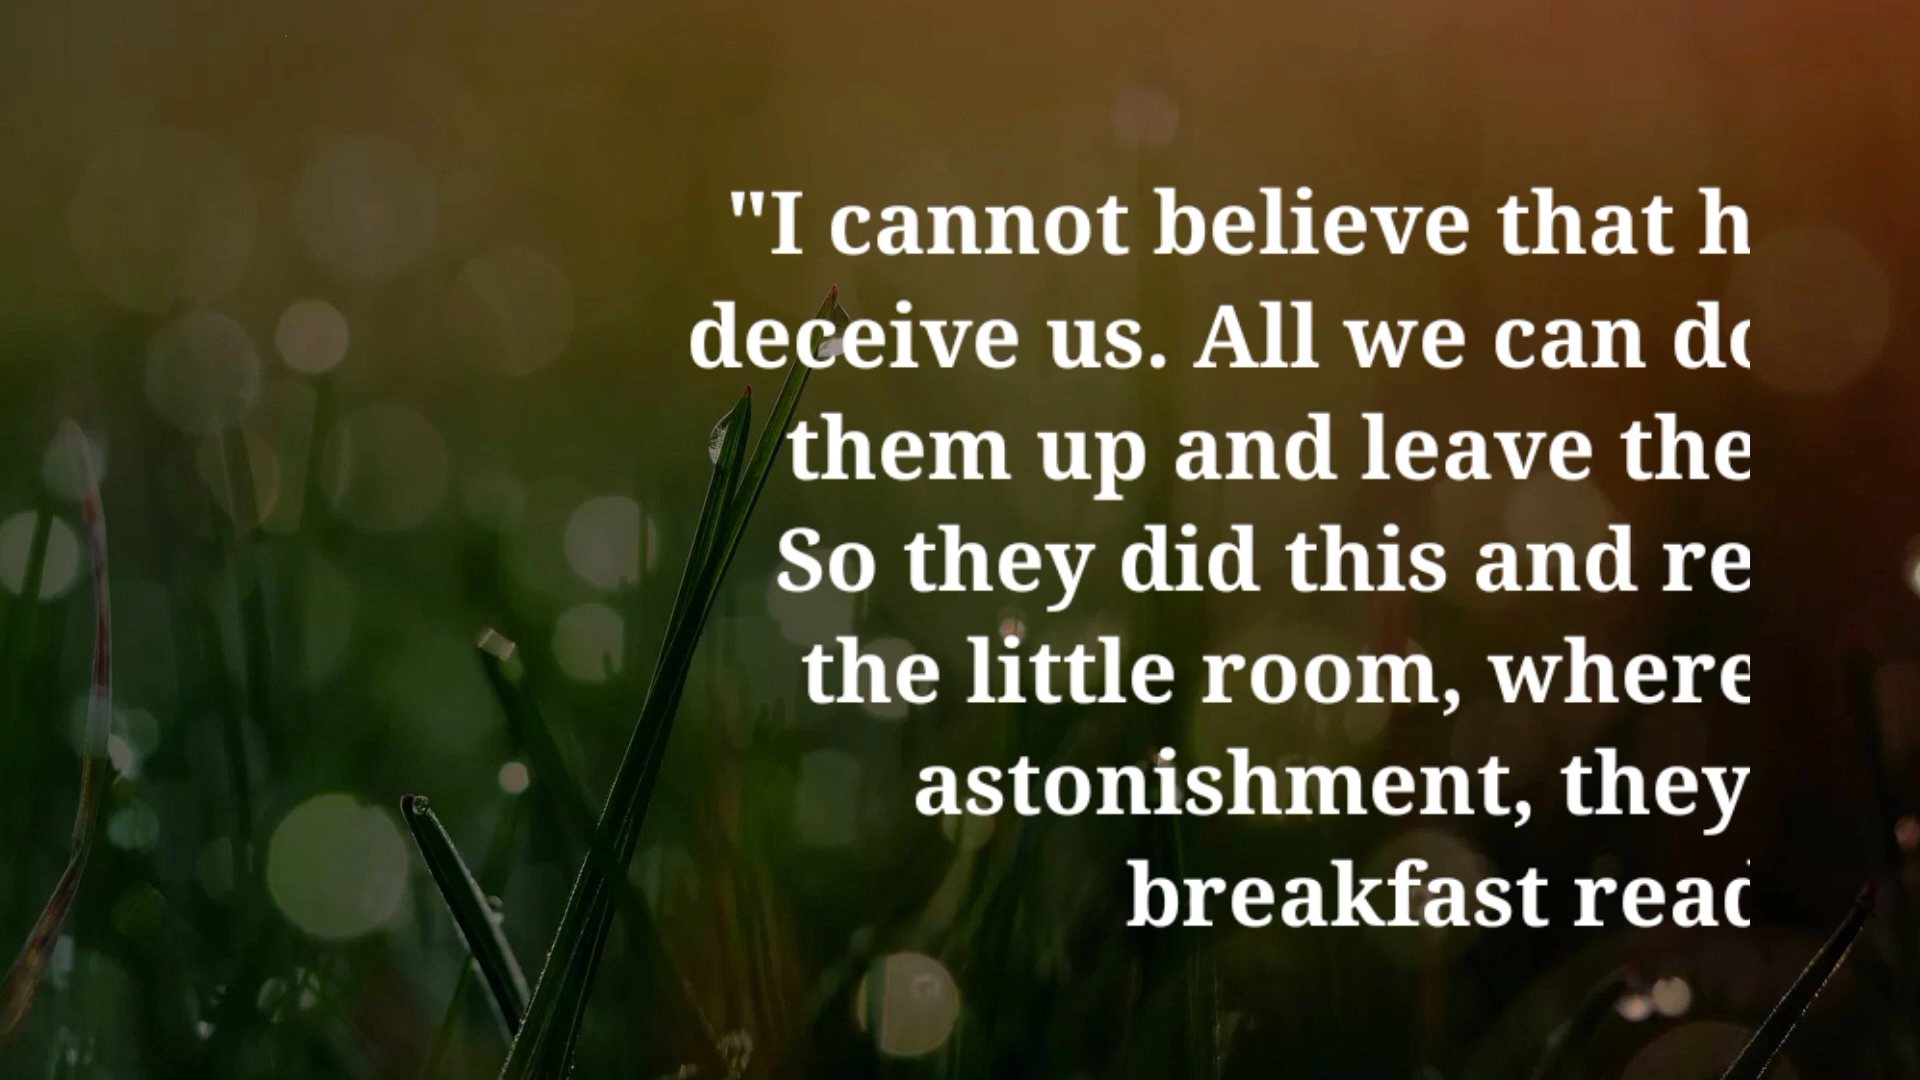 "I cannot believe that h
deceive us. All we can do
them up and leave the
So they did this and re
the little room, where
astonishment, they
breakfast read